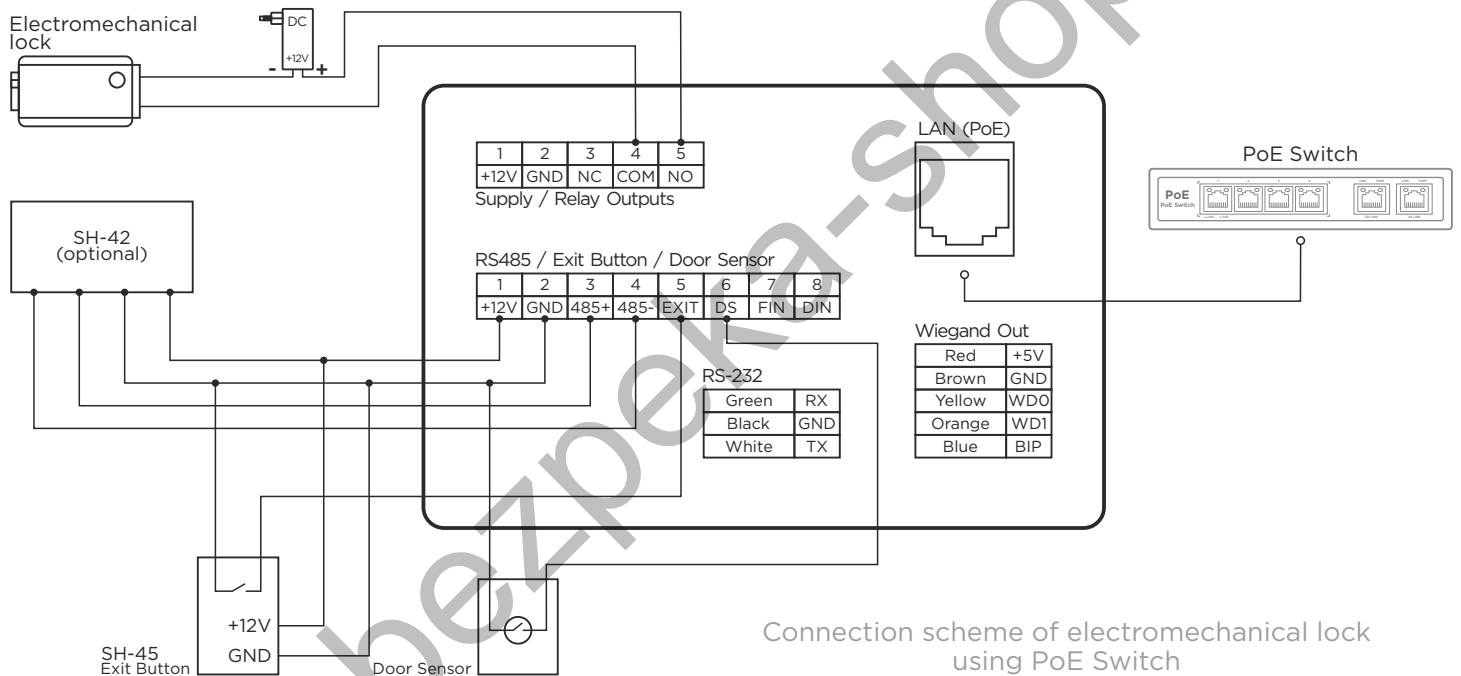 Electromechanical
lock
DC
+12V
- +
LAN (PoE)
PoE Switch
1 2 3 4 5
+12V GND NC COM NO
Supply / Relay Outputs
PoE
PoE Switch
SH-42
(optional)
RS485 / Exit Button / Door Sensor
1 2 3 4 5 6 7 8
+12V GND 485+ 485- EXIT DS FIN DIN
Wiegand Out
Red +5V
Brown GND
Yellow WD0
Orange WD1
Blue BIP
RS-232
Green RX
Black GND
White TX
+12V
GND
SH-45
Exit Button
Door Sensor
Connection scheme of electromechanical lock
using PoE Switch
bezpeka-shop